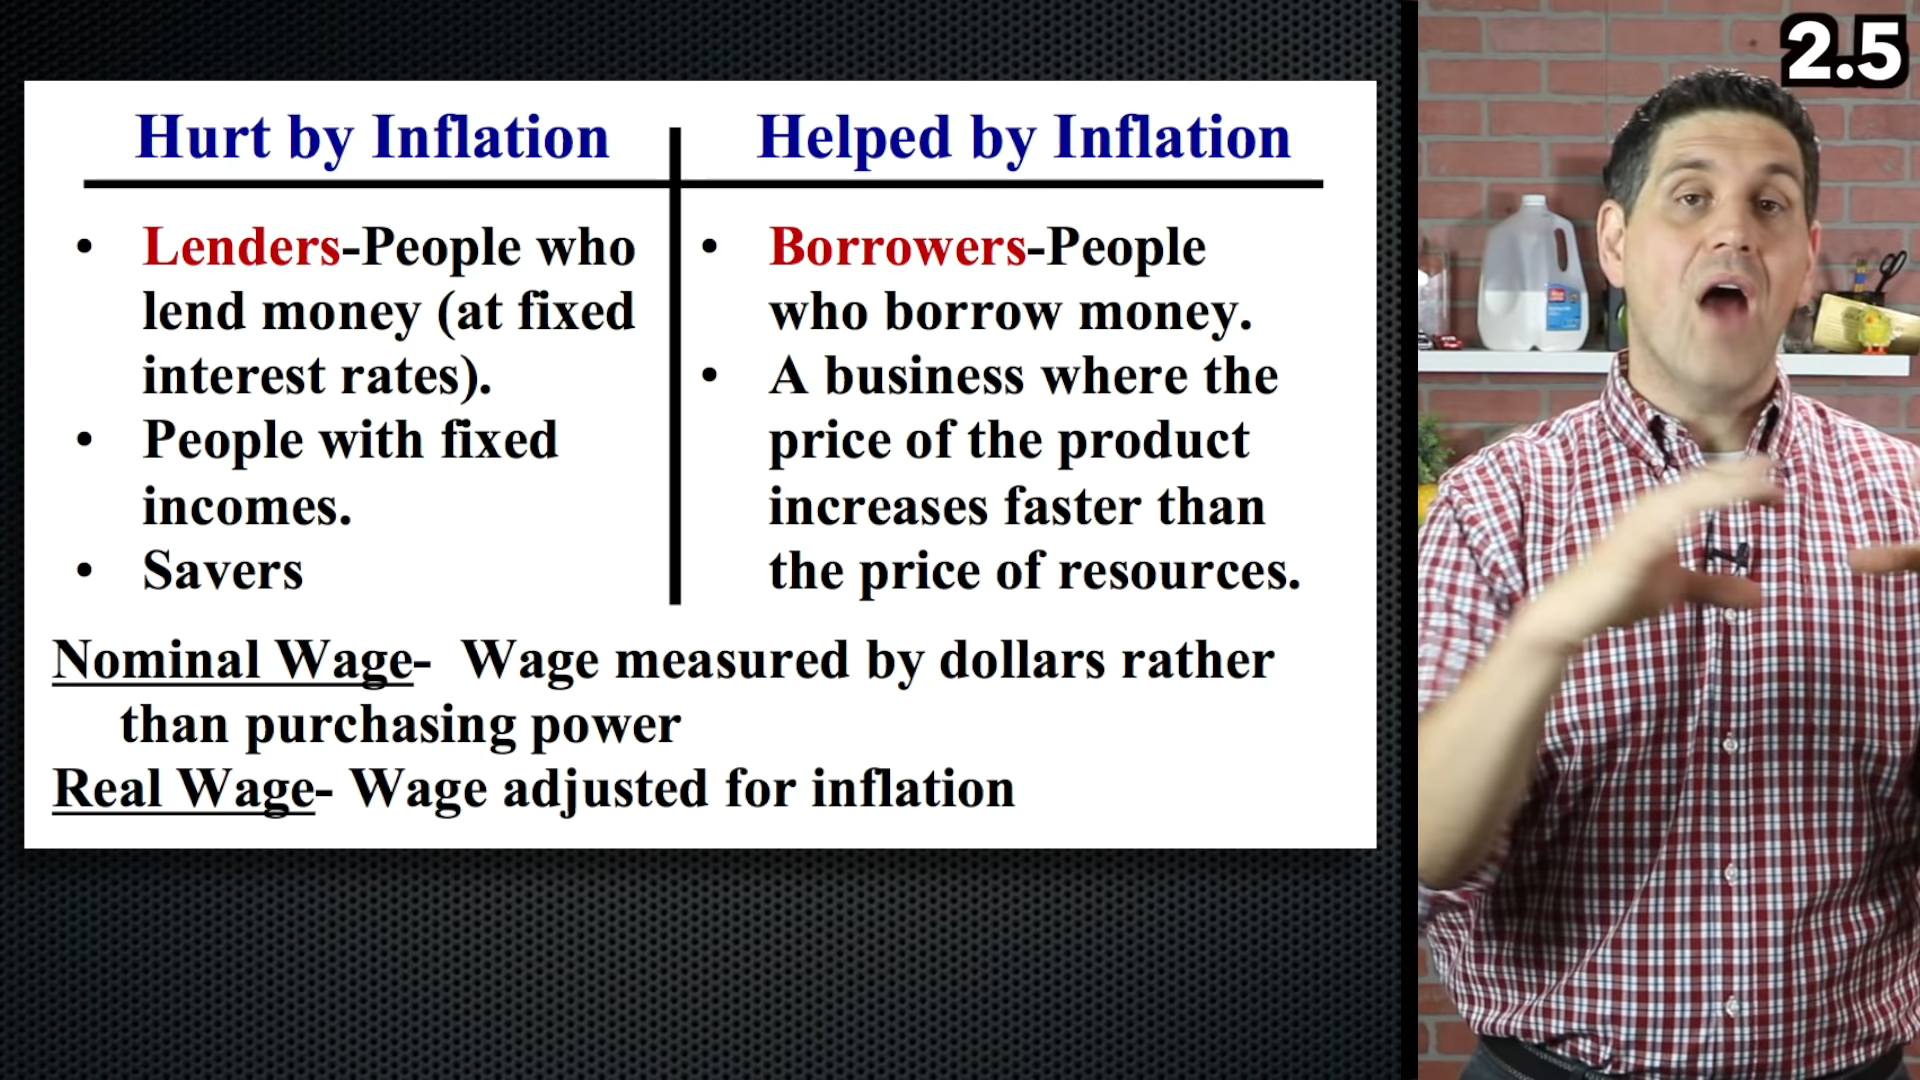 2.5
Hurt by Inflation
Helped by Inflation
• Lenders-People who
lend money (at fixed
interest rates).
• People with fixed
incomes.
• Savers
• Borrowers-People
who borrow money.
• A business where the
price of the product
increases faster than
the price of resources.
Nominal Wage- Wage measured by dollars rather
than purchasing power
Real Wage- Wage adjusted for inflation